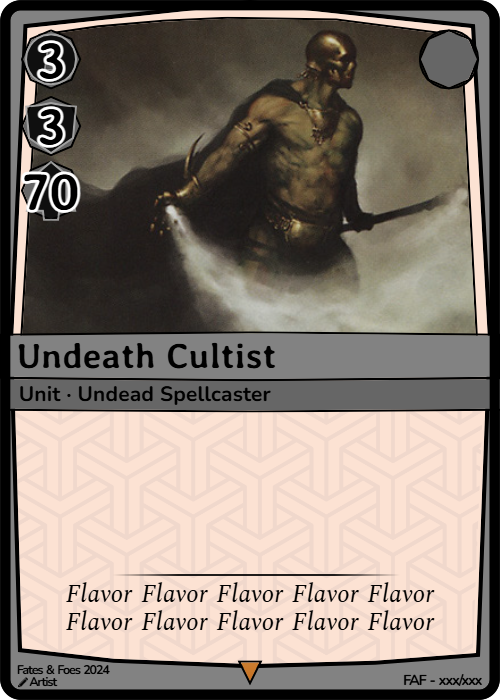 3
3
70
Undeath Cultist
Unit · Undead Spellcaster
Flavor Flavor Flavor Flavor Flavor
Flavor Flavor Flavor Flavor Flavor
Fates & Foes 2024
Artist
FAF - xxx/xxx